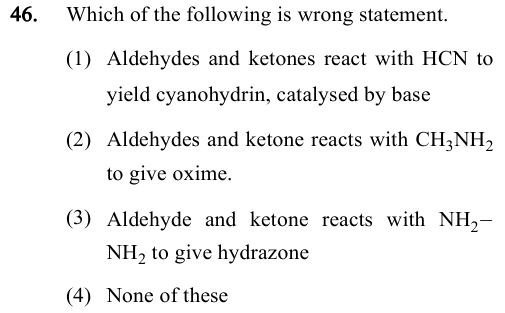 46. Which of the following is wrong statement.
(1) Aldehydes and ketones react with HCN to
yield cyanohydrin, catalysed by base
(2) Aldehydes and ketone reacts with CH₃NH₂
to give oxime.
(3) Aldehyde and ketone reacts with NH₂–
NH₂ to give hydrazone
(4) None of these